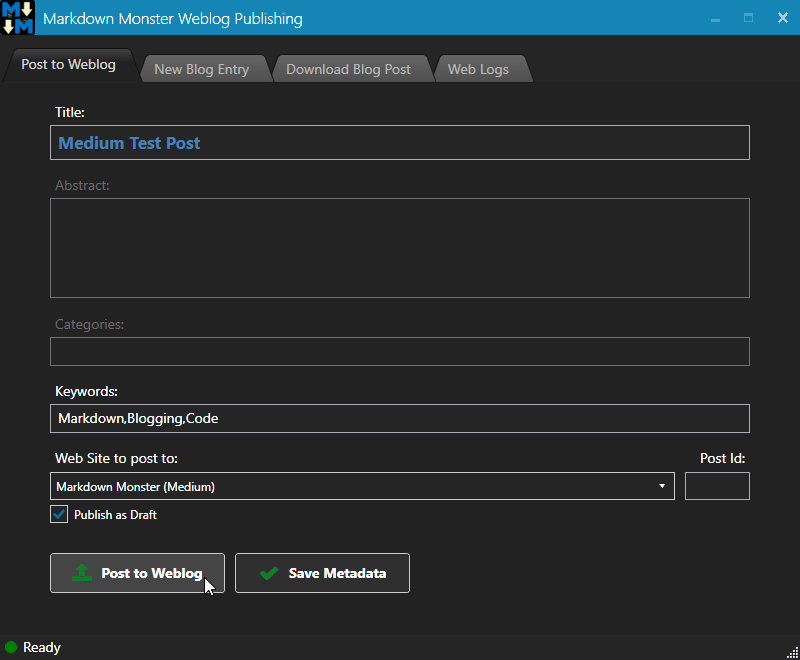 Markdown Monster Weblog Publishing
Post to Weblog
New Blog Entry
Download Blog Post
Web Logs
Title:
Medium Test Post
Abstract:
Categories:
Keywords:
Markdown,Blogging,Code
Web Site to post to:
Post Id:
Markdown Monster (Medium)
Publish as Draft
Post to Weblog
Save Metadata
Ready